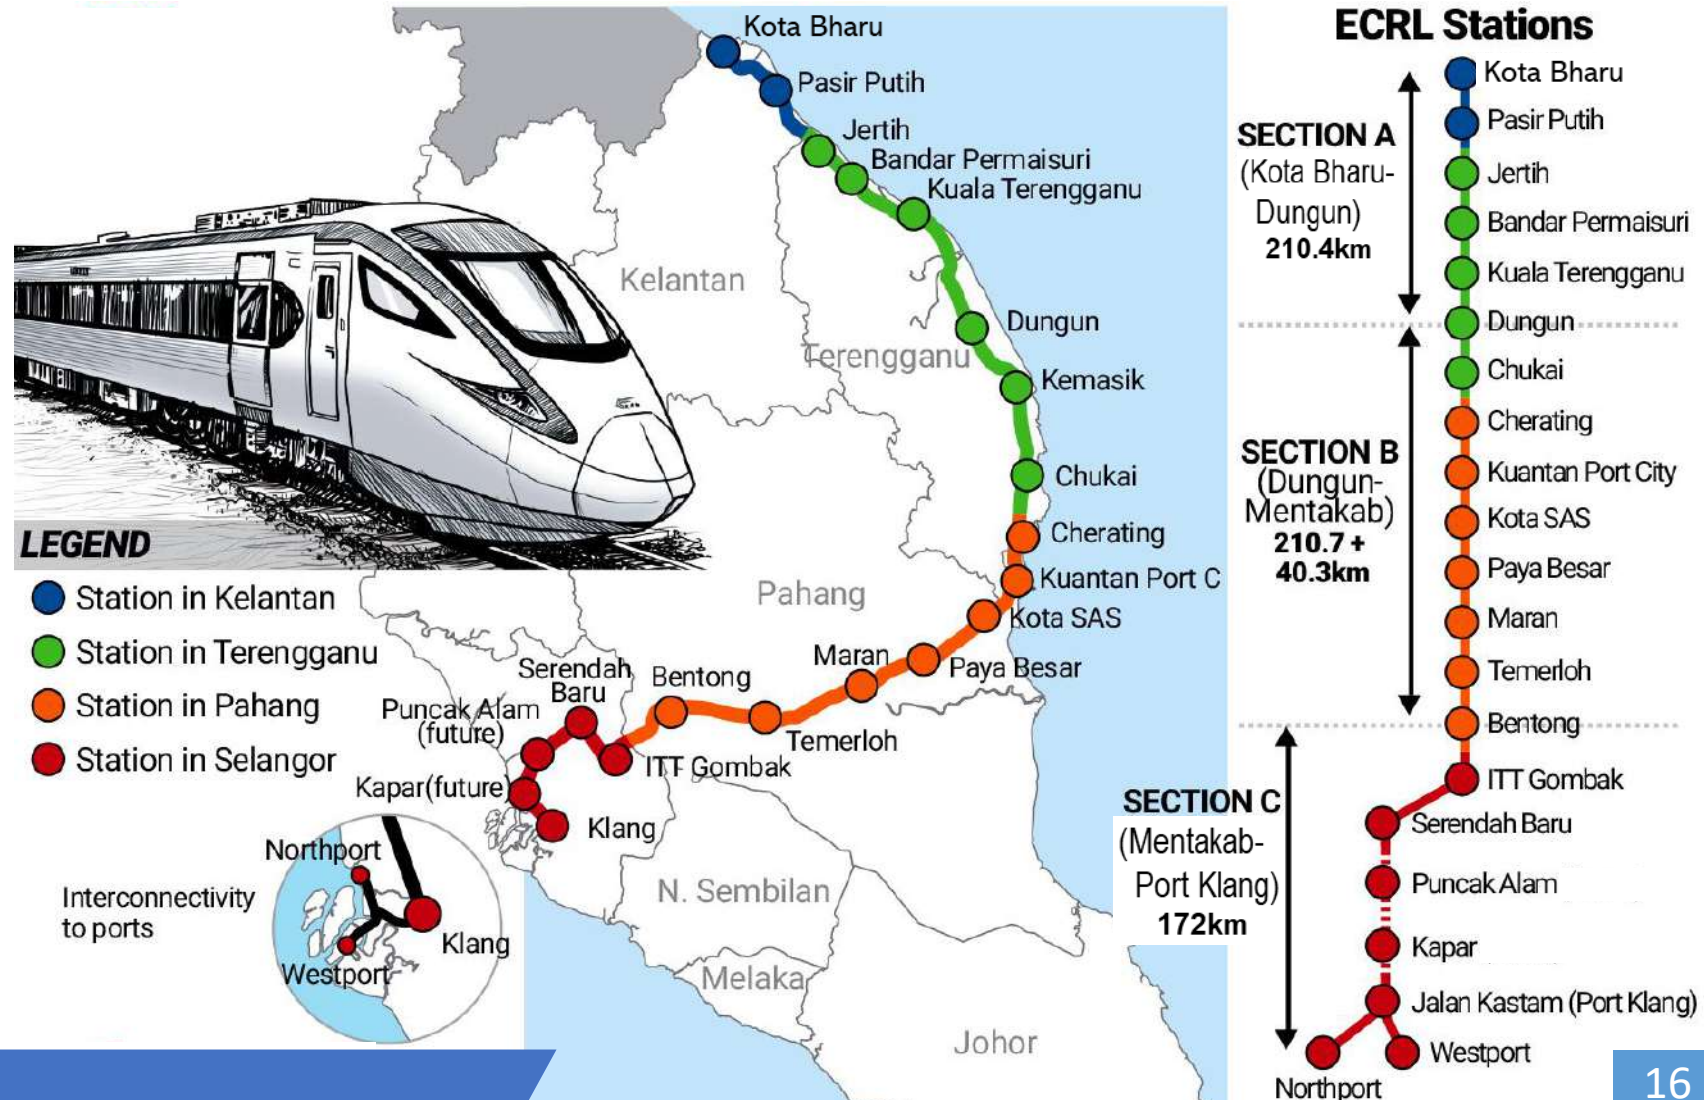 Kota Bharu
Pasir Putih
Jertih
Bandar Permaisuri
Kuala Terengganu
Kelantan
Dungun
Terengganu
Kemasik
Chukai
Cherating
Pahang
Kuantan Port C
Kota SAS
Maran
Paya Besar
Serendah
Baru
Bentong
Puncak Alam
(future)
Temerloh
ITT Gombak
Kapar(future)
Klang
N. Sembilan
Melaka
Johor
LEGEND
Station in Kelantan
Station in Terengganu
Station in Pahang
Station in Selangor
Interconnectivity
to ports
Northport
Klang
Westport
ECRL Stations
Kota Bharu
Pasir Putih
Jertih
Bandar Permaisuri
Kuala Terengganu
Dungun
Chukai
Cherating
Kuantan Port City
Kota SAS
Paya Besar
Maran
Temerloh
Bentong
ITT Gombak
Serendah Baru
Puncak Alam
Kapar
Jalan Kastam (Port Klang)
Westport
Northport
SECTION A
(Kota Bharu-
Dungun)
210.4km
SECTION B
(Dungun-
Mentakab)
210.7 +
40.3km
SECTION C
(Mentakab-
Port Klang)
172km
16